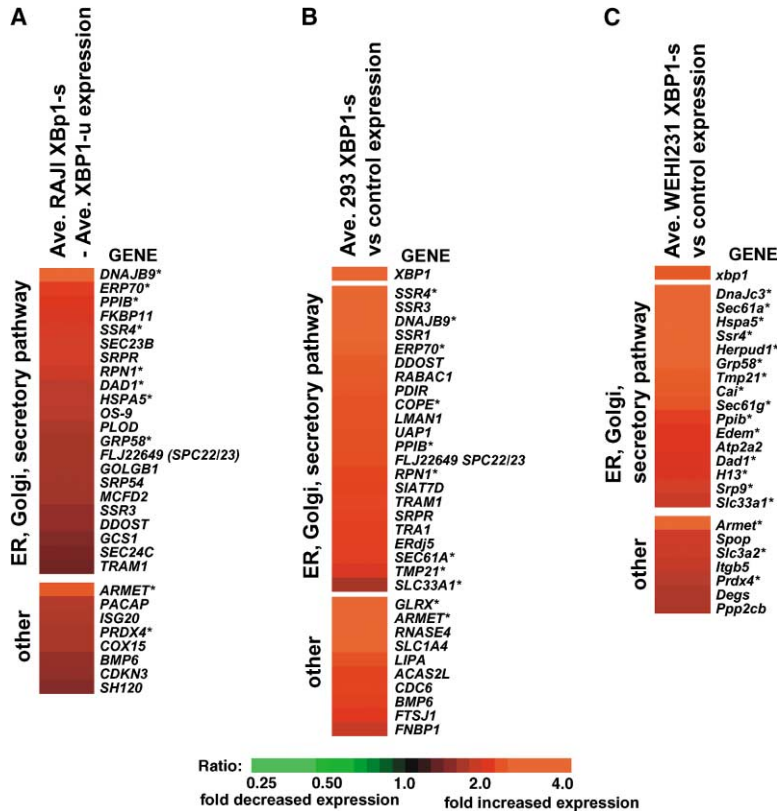 A
Ave. RAJI XBp1-s
- Ave. XBP1-u expression
GENE
ER, Golgi, secretory pathway
DNAJB9*
ERP70*
PPIB*
FKBP11
SSR4*
SEC23B
SRPR
RPN1*
DAD1*
HSPA5*
OS-9
PLOD
GRP58*
FLJ22649 (SPC22/23)
GOLGB1
SRP54
MCFD2
SSR3
DDOST
GCS1
SEC24C
TRAM1
other
ARMET*
PACAP
ISG20
PRDX4*
COX15
BMP6
CDKN3
SH120
B
Ave. 293 XBP1-s
vs control expression
GENE
XBP1
ER, Golgi, secretory pathway
SSR4*
SSR3
DNAJB9*
SSR1
ERP70*
DDOST
RABAC1
PDIR
COPE*
LMAN1
UAP1
PPIB*
FLJ22649 SPC22/23
RPN1*
SIAT7D
TRAM1
SRPR
TRA1
ERdj5
SEC61A*
TMP21*
SLC33A1*
other
GLRX*
ARMET*
RNASE4
SLC1A4
LIPA
ACAS2L
CDC6
BMP6
FTSJ1
FNBP1
C
Ave. WEHI231 XBP1-s
vs control expression
GENE
xbp1
ER, Golgi,
secretory pathway
DnaJc3*
Sec61a*
Hspa5*
Ssr4*
Herpud1*
Grp58*
Tmp21*
Cai*
Sec61g*
Ppib*
Edem*
Atp2a2
Dad1*
H13*
Srp9*
Slc33a1*
other
Armet*
Spop
Slc3a2*
Itgb5
Prdx4*
Degs
Ppp2cb
Ratio:
0.25 0.50 1.0 2.0 4.0
fold decreased expression fold increased expression